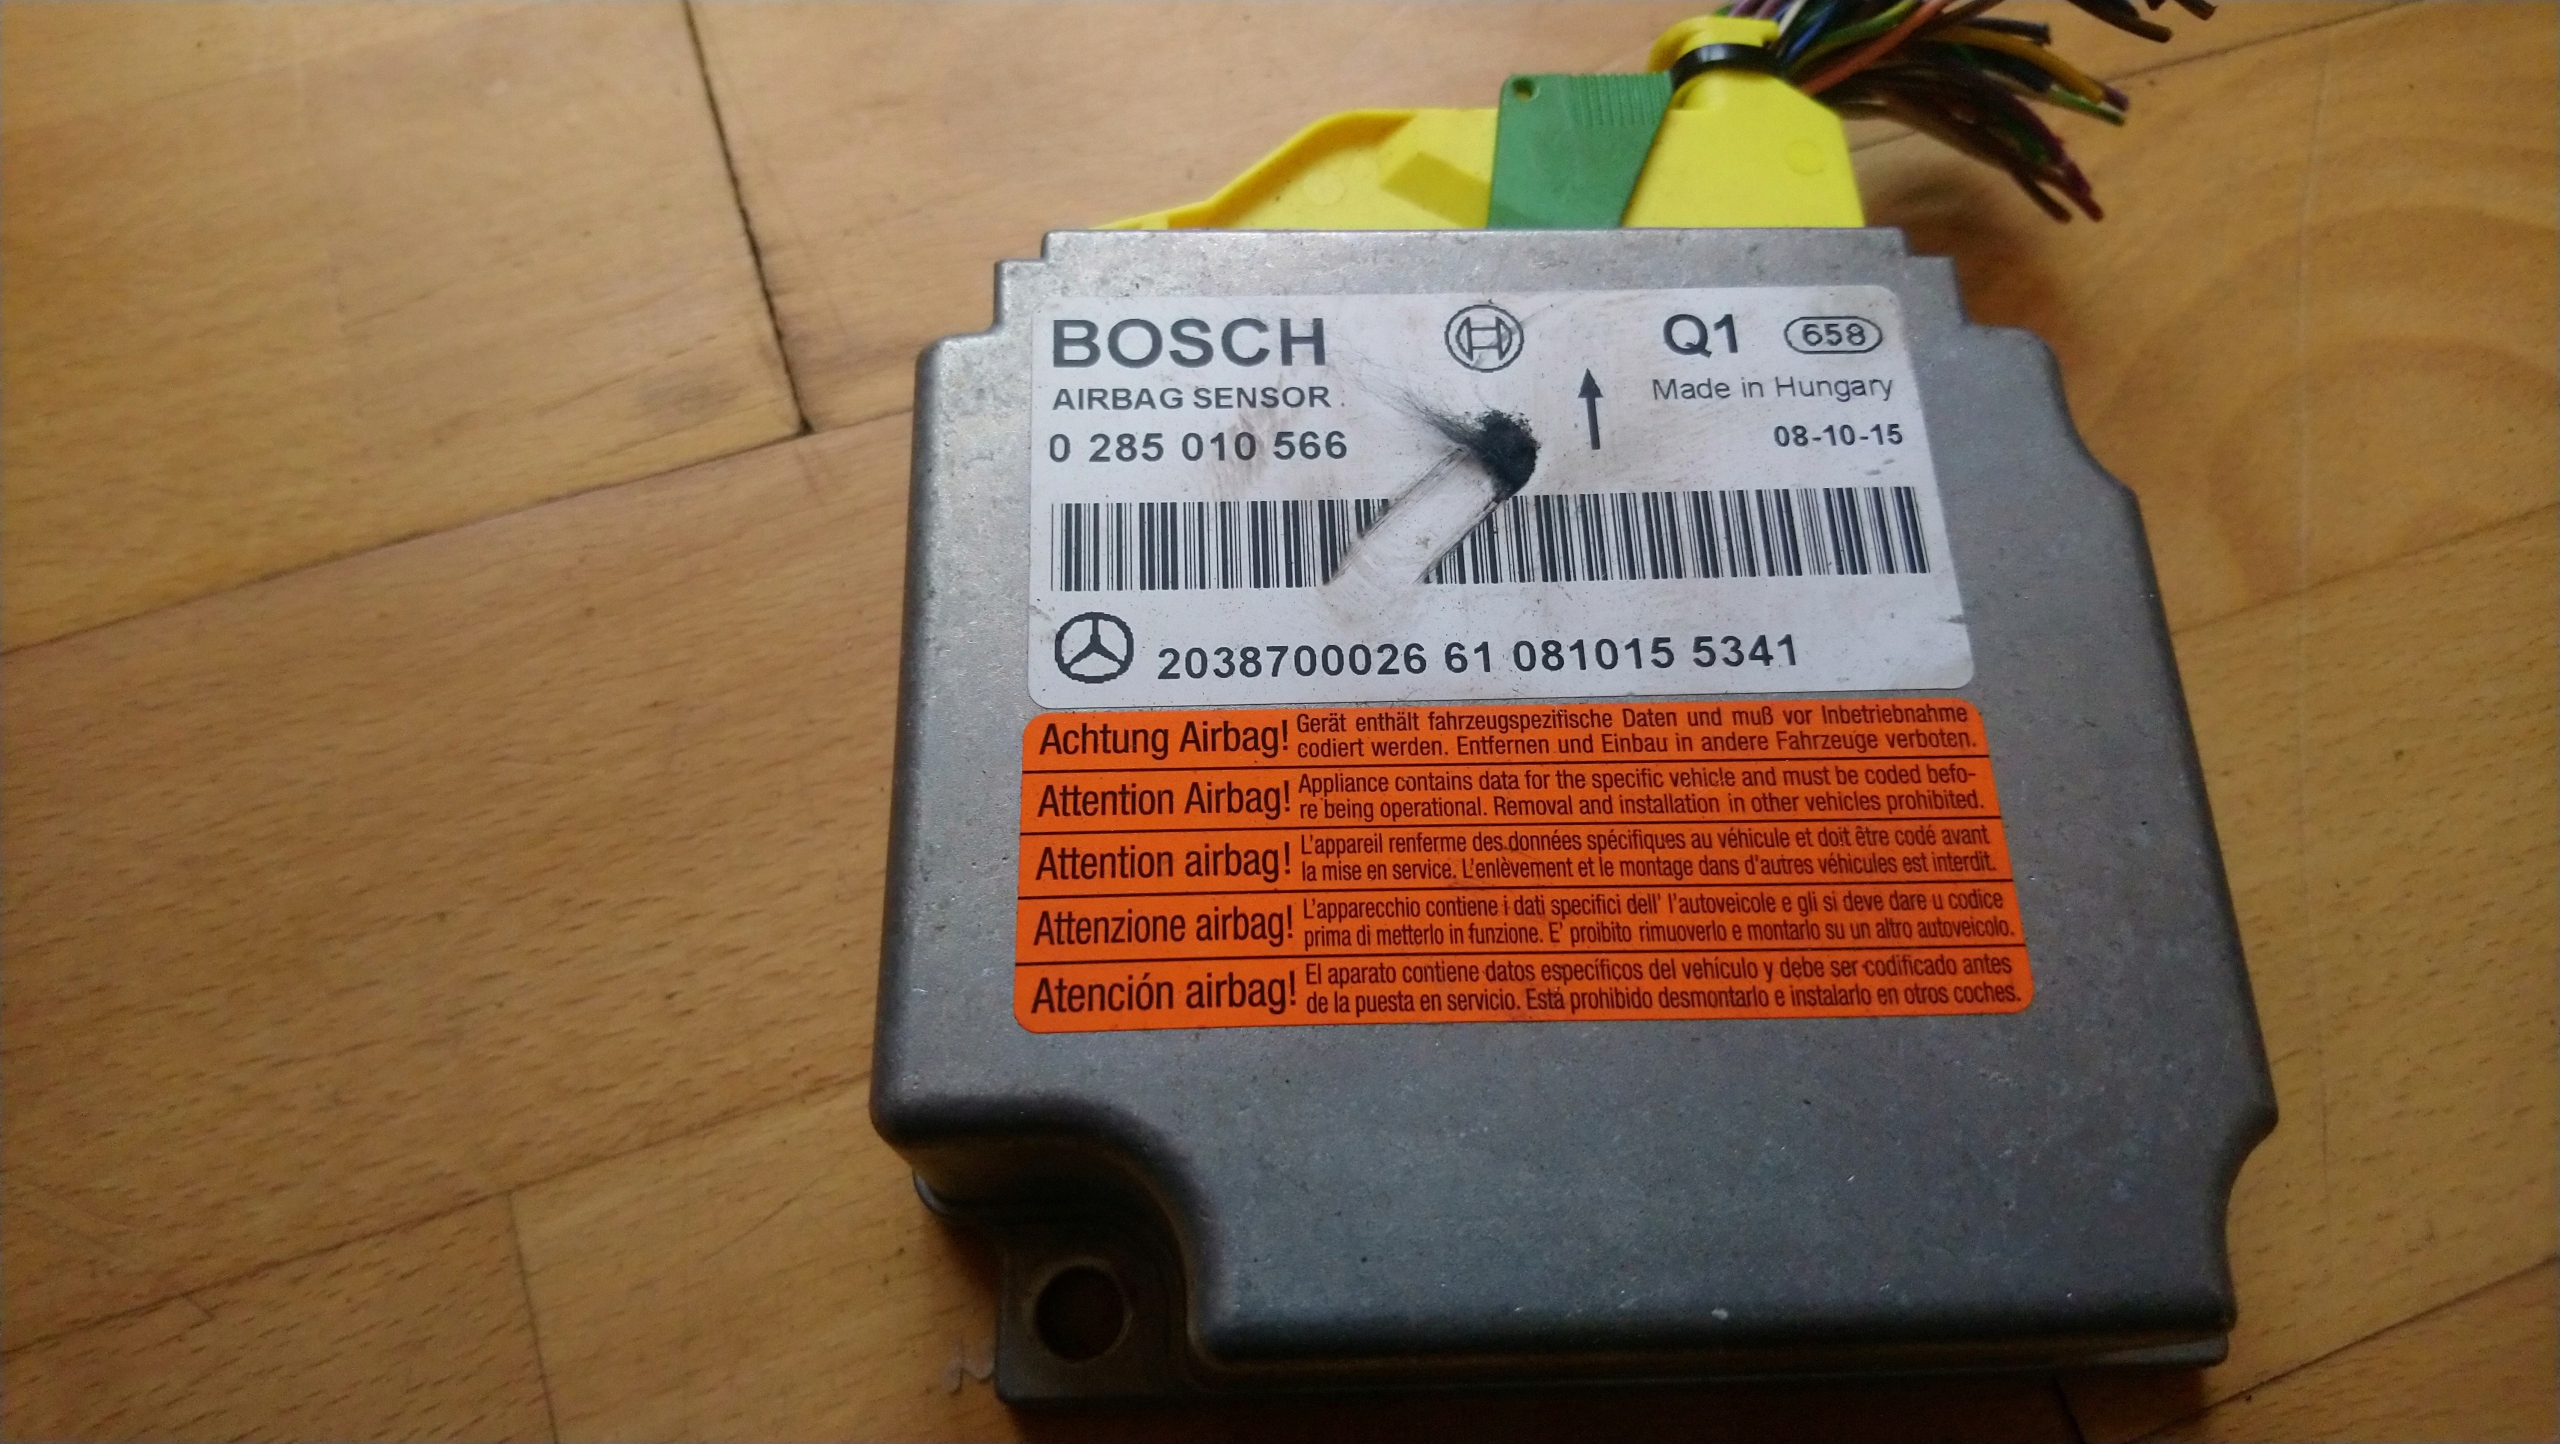 BOSCH
Q1 658
AIRBAG SENSOR
Made in Hungary
0 285 010 566
08-10-15
2038700026 61 081015 5341
Achtung Airbag! Gerät enthält fahrzeugspezifische Daten und muß vor Inbetriebnahme
codiert werden. Entfernen und Einbau in andere Fahrzeuge verboten.
Attention Airbag! Appliance contains data for the specific vehicle and must be coded befo-
re being operational. Removal and installation in other vehicles prohibited.
Attention airbag! L'appareil renferme des données spécifiques au véhicule et doit être codé avant
la mise en service. L'enlèvement et le montage dans d'autres véhicules est interdit.
Attenzione airbag! L'apparecchio contiene i dati specifici dell' l'autoveicole e gli si deve dare u codice
prima di metterlo in funzione. E' proibito rimuoverlo e montarlo su un altro autoveicolo.
Atención airbag! El aparato contiene datos específicos del vehículo y debe ser codificado antes
de la puesta en servicio. Está prohibido desmontarlo e instalarlo en otros coches.